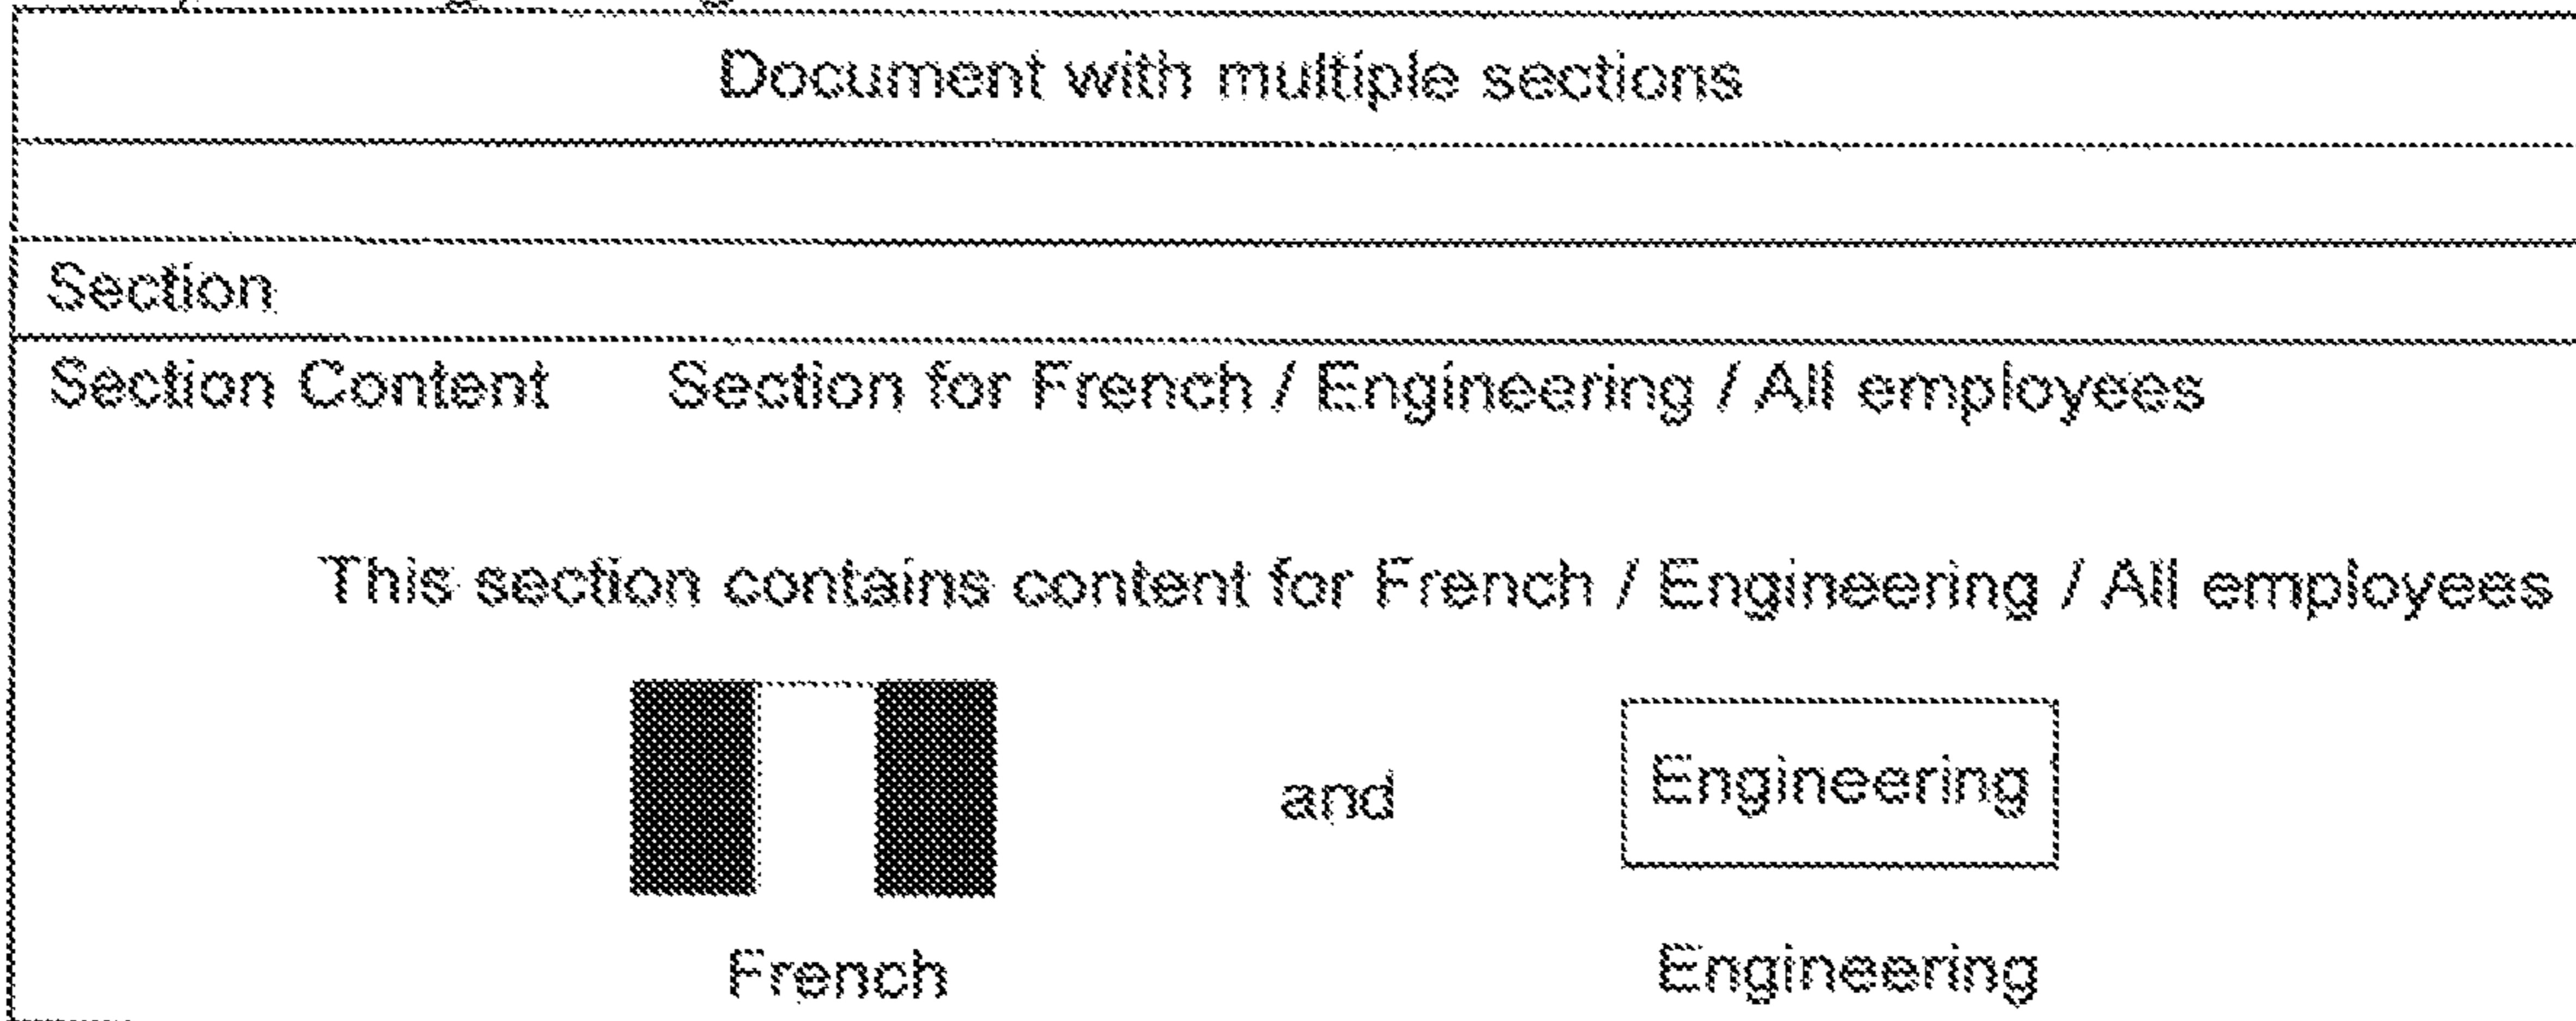 Document with multiple sections
Section
Section Content Section for French / Engineering / All employees
This section contains content for French / Engineering / All employees
and Engineering
French Engineering